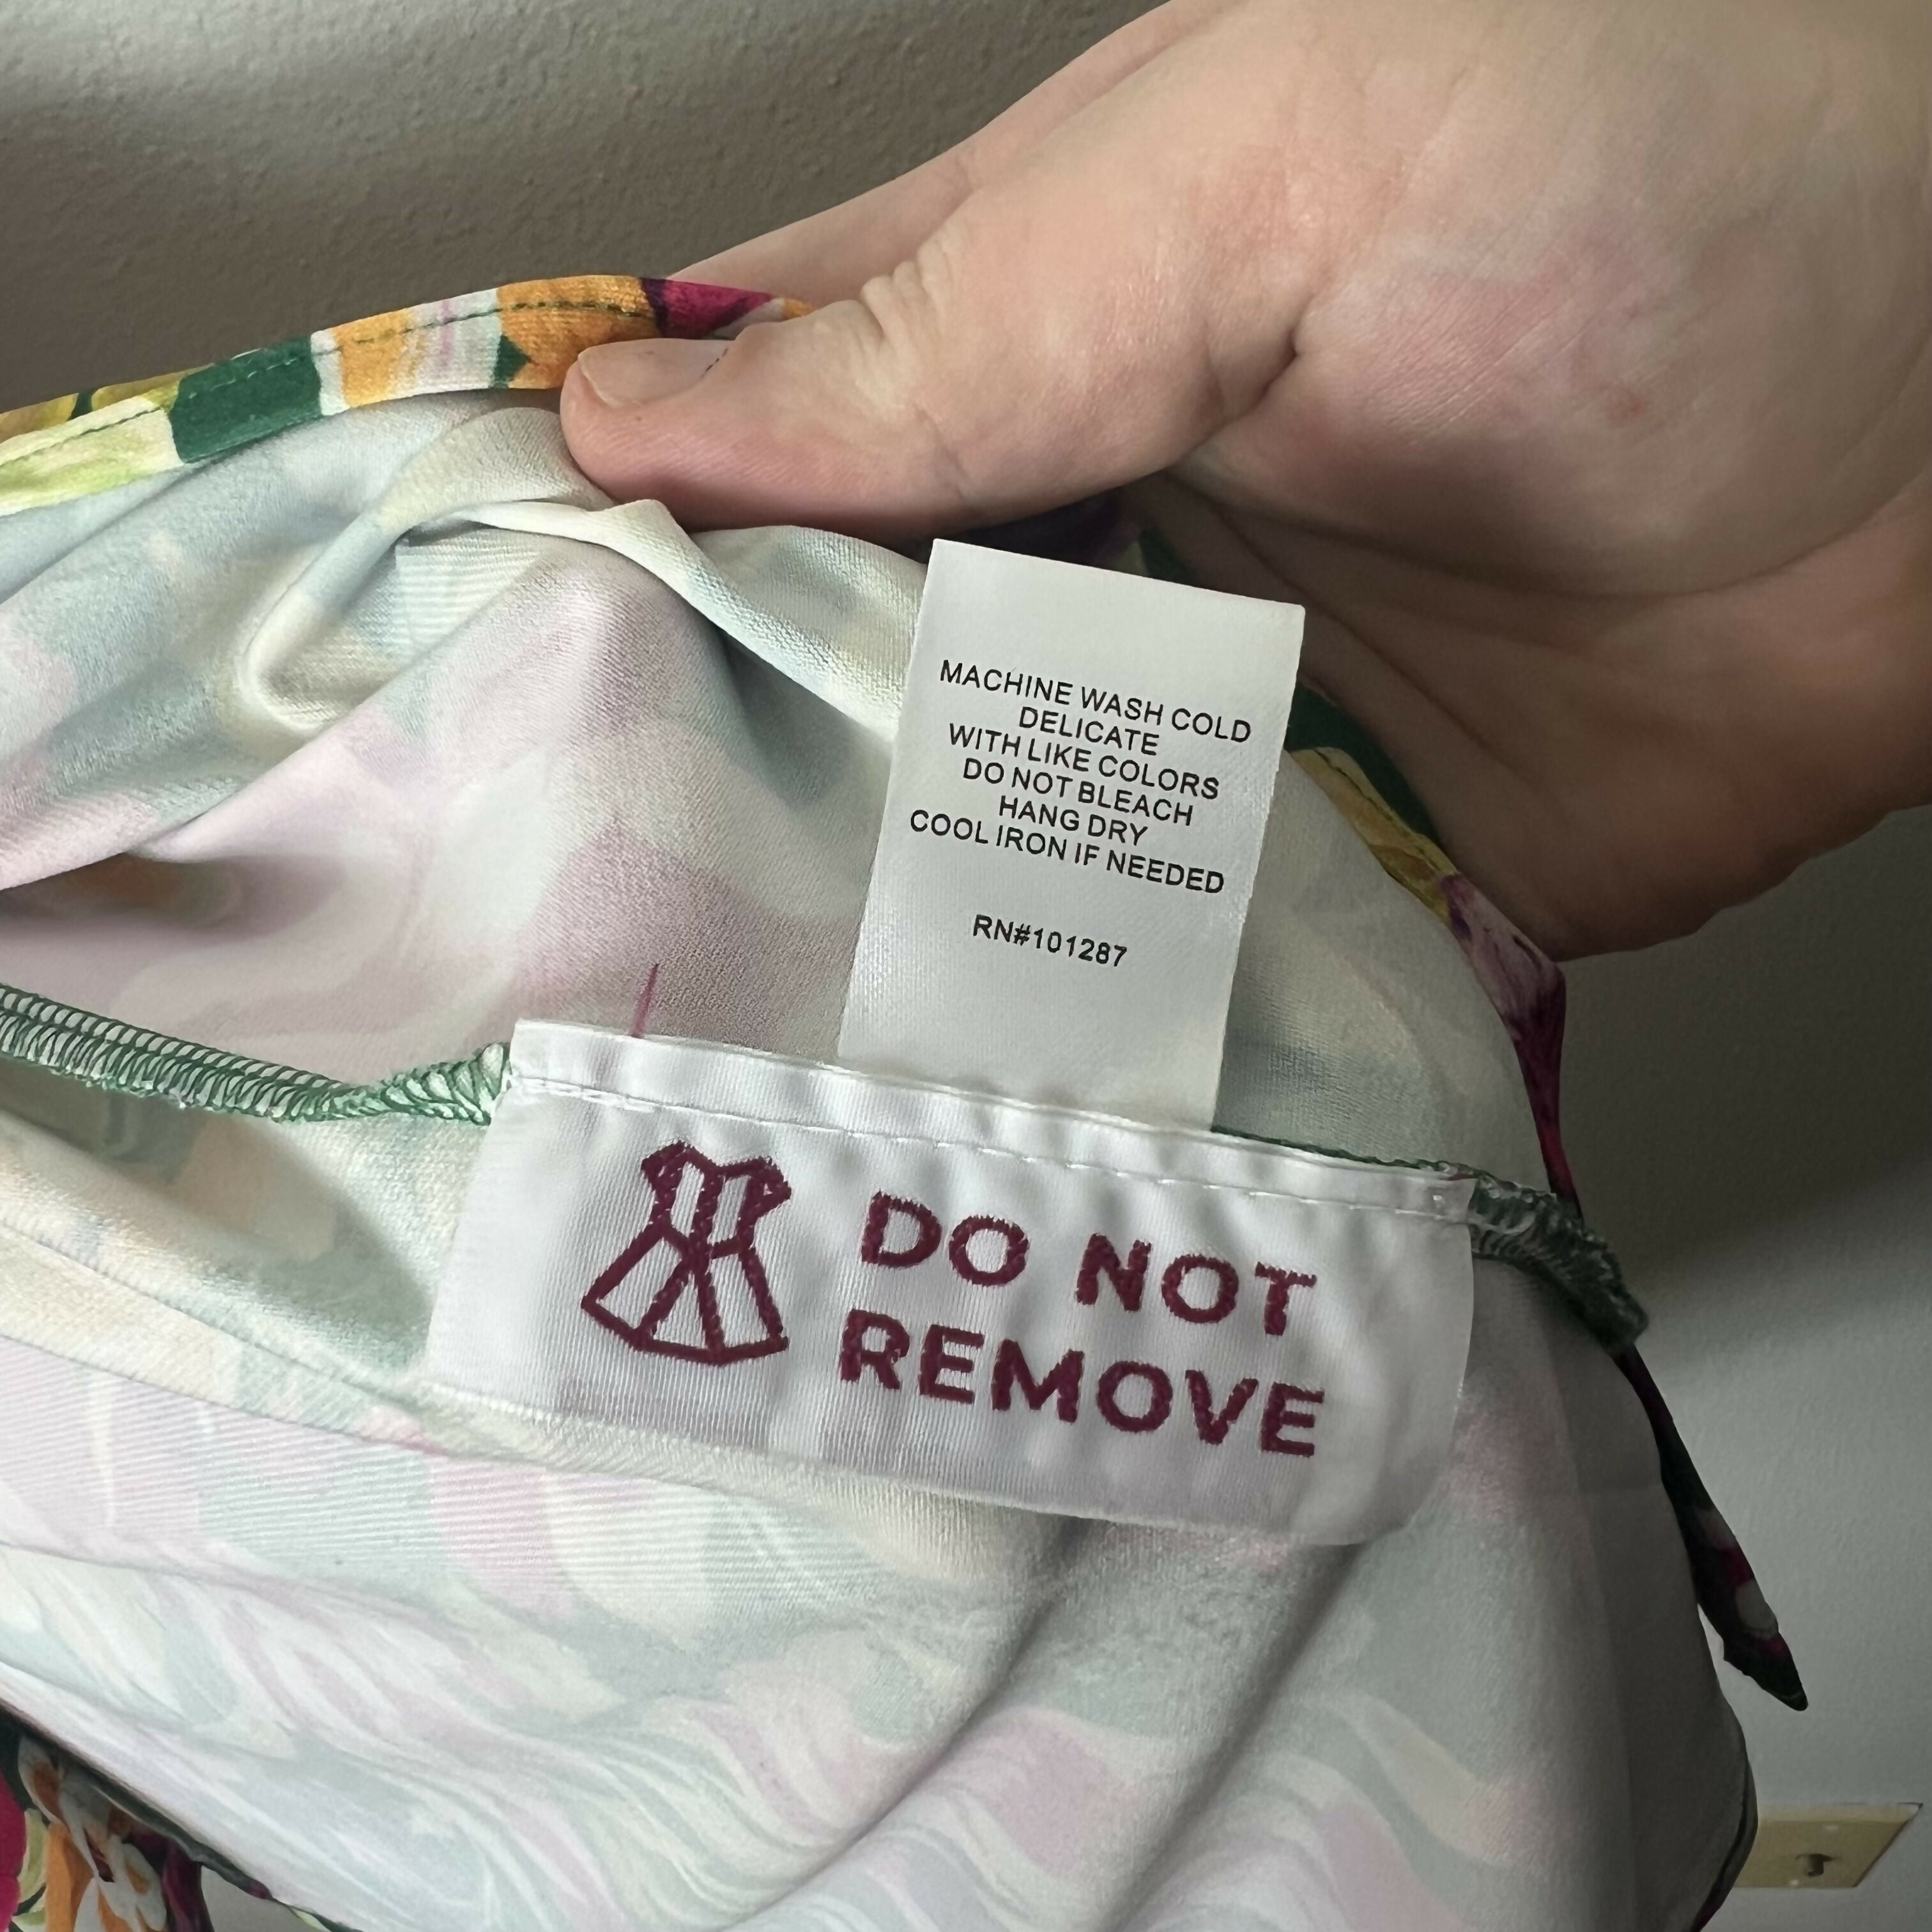 MACHINE WASH COLD
DELICATE
WITH LIKE COLORS
DO NOT BLEACH
HANG DRY
COOL IRON IF NEEDED
RN#101287
DO NOT
REMOVE